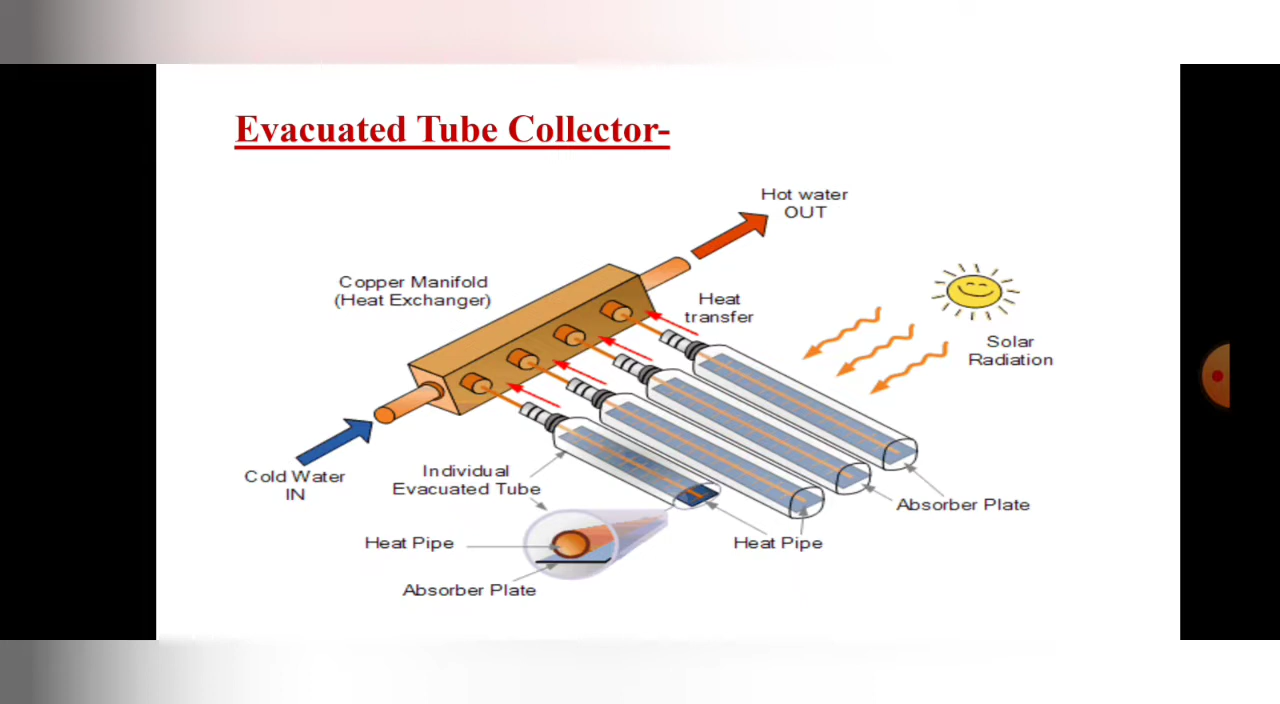 Evacuated Tube Collector-
Hot water
OUT
Copper Manifold
(Heat Exchanger)
Heat
transfer
Solar
Radiation
Cold Water
IN
Individual
Evacuated Tube
Absorber Plate
Heat Pipe
Heat Pipe
Absorber Plate